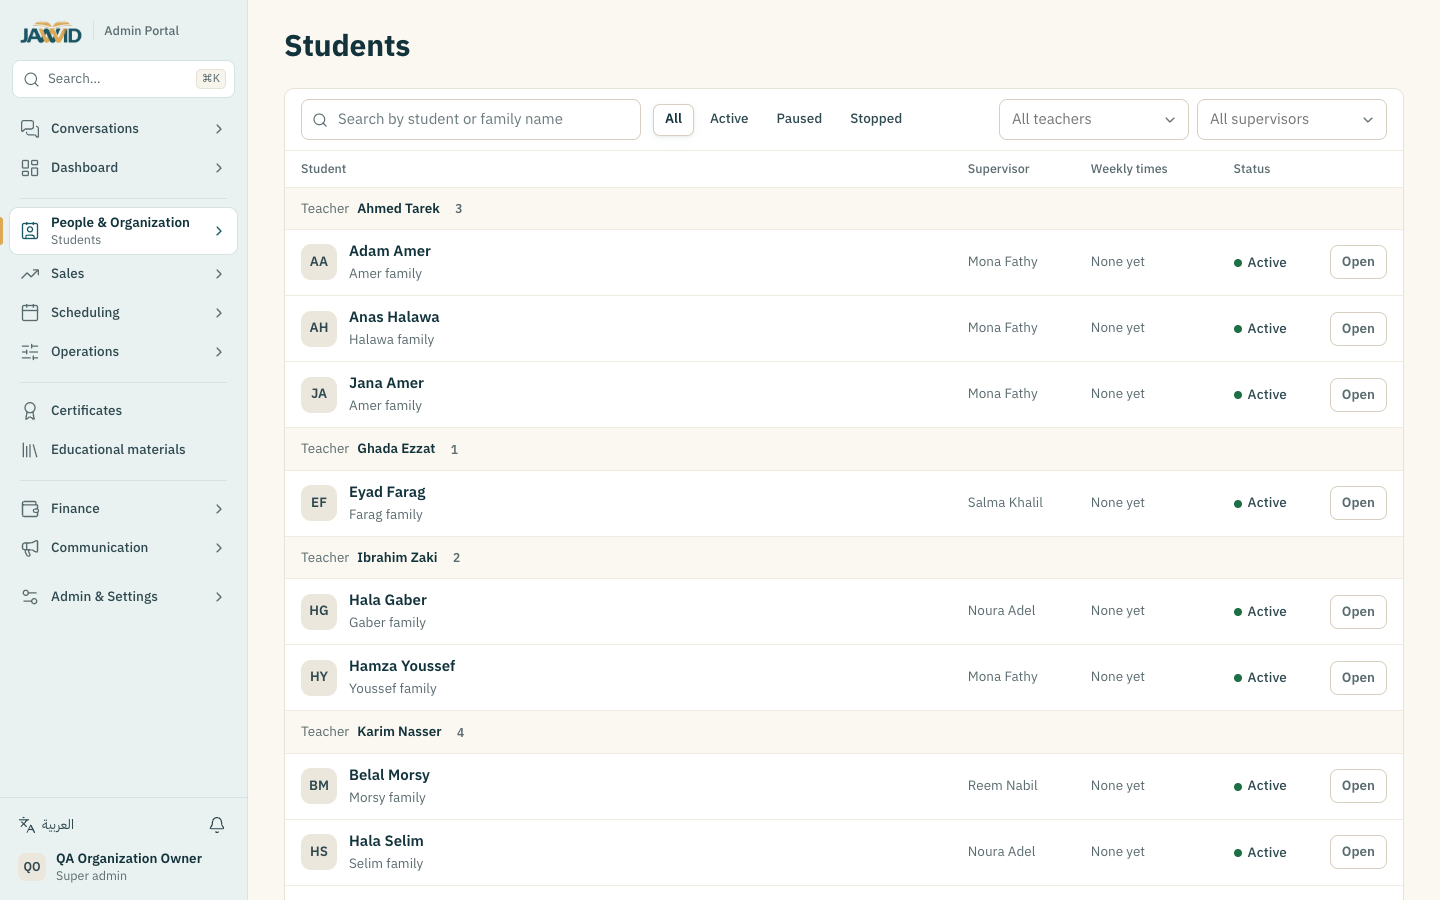 JAWWID
Admin Portal
Search...
⌘K
Conversations
Dashboard
People & Organization
Students
Sales
Scheduling
Operations
Certificates
Educational materials
Finance
Communication
Admin & Settings
العربية
QO
QA Organization Owner
Super admin
Students
Search by student or family name
All
Active
Paused
Stopped
All teachers
All supervisors
Student
Supervisor
Weekly times
Status
Teacher Ahmed Tarek 3
AA
Adam Amer
Amer family
Mona Fathy
None yet
Active
Open
AH
Anas Halawa
Halawa family
Mona Fathy
None yet
Active
Open
JA
Jana Amer
Amer family
Mona Fathy
None yet
Active
Open
Teacher Ghada Ezzat 1
EF
Eyad Farag
Farag family
Salma Khalil
None yet
Active
Open
Teacher Ibrahim Zaki 2
HG
Hala Gaber
Gaber family
Noura Adel
None yet
Active
Open
HY
Hamza Youssef
Youssef family
Mona Fathy
None yet
Active
Open
Teacher Karim Nasser 4
BM
Belal Morsy
Morsy family
Reem Nabil
None yet
Active
Open
HS
Hala Selim
Selim family
Noura Adel
None yet
Active
Open